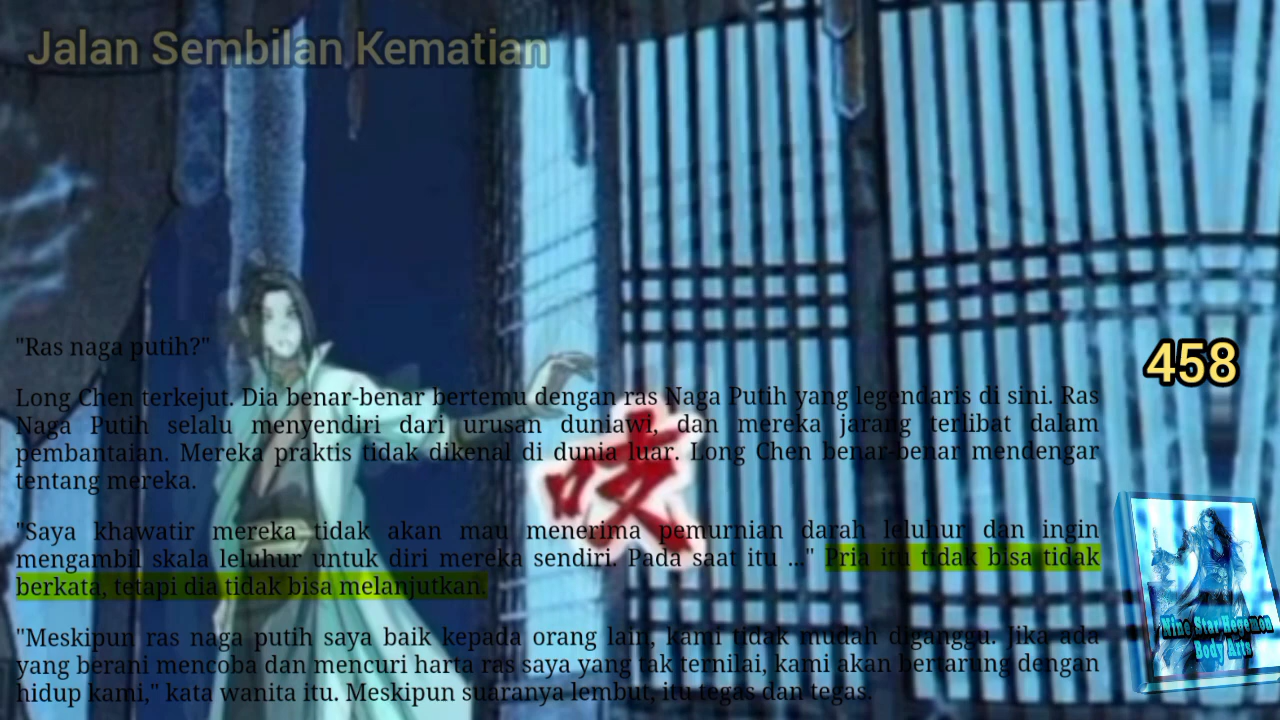 Jalan Sembilan Kematian
"Ras naga putih?"
458
Long Chen terkejut. Dia benar-benar bertemu dengan ras Naga Putih yang legendaris di sini. Ras
Naga Putih selalu menyendiri dari urusan duniawi, dan mereka jarang terlibat dalam
pembantaian. Mereka praktis tidak dikenal di dunia luar. Long Chen benar-benar mendengar
tentang mereka.
吱
"Saya khawatir mereka tidak akan mau menerima pemurnian darah leluhur dan ingin
mengambil skala leluhur untuk diri mereka sendiri. Pada saat itu ..." Pria itu tidak bisa tidak
berkata, tetapi dia tidak bisa melanjutkan.
"Meskipun ras naga putih saya baik kepada orang lain, kami tidak mudah diganggu. Jika ada
yang berani mencoba dan mencuri harta ras saya yang tak ternilai, kami akan bertarung dengan
hidup kami," kata wanita itu. Meskipun suaranya lembut, itu tegas dan tegas.
Nine Star Hegemon
Body Arts